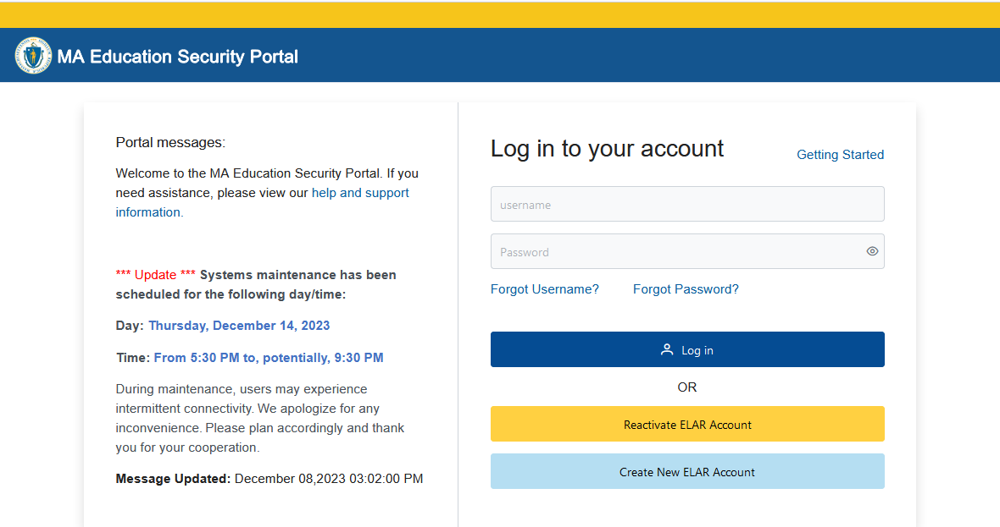 MA Education Security Portal
Portal messages:
Welcome to the MA Education Security Portal. If you
need assistance, please view our help and support
information.
*** Update *** Systems maintenance has been
scheduled for the following day/time:
Day: Thursday, December 14, 2023
Time: From 5:30 PM to, potentially, 9:30 PM
During maintenance, users may experience
intermittent connectivity. We apologize for any
inconvenience. Please plan accordingly and thank
you for your cooperation.
Message Updated: December 08,2023 03:02:00 PM
Log in to your account
Getting Started
username
Password
Forgot Username? Forgot Password?
Log in
OR
Reactivate ELAR Account
Create New ELAR Account